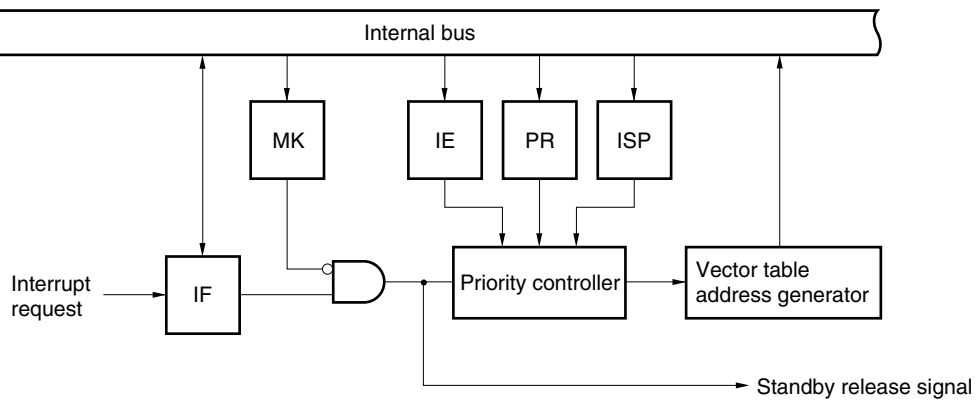 Internal bus
MK
IE
PR
ISP
Interrupt
request
IF
Priority controller
Vector table
address generator
Standby release signal